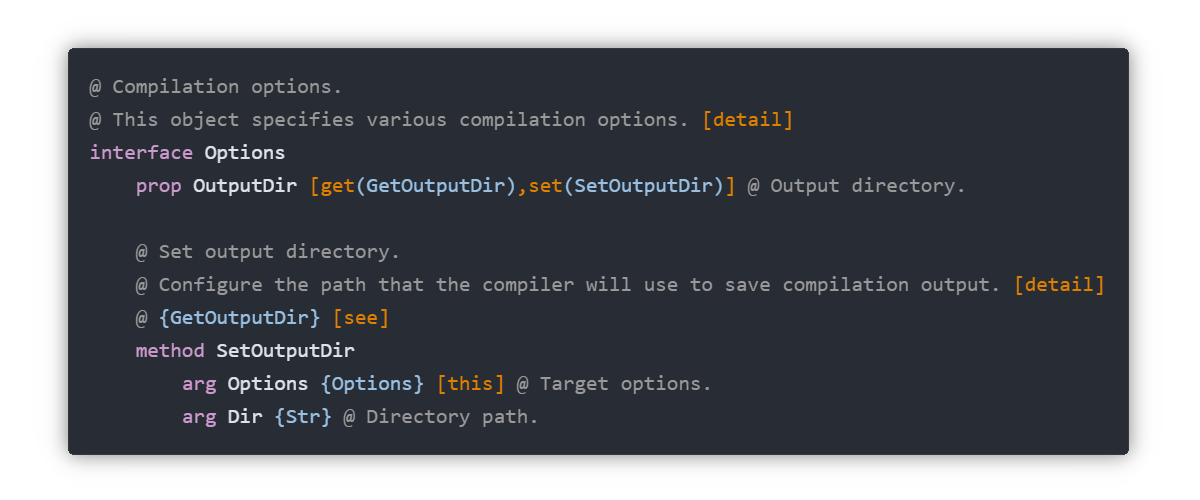 @ Compilation options.
@ This object specifies various compilation options. [detail]
interface Options
    prop OutputDir [get(GetOutputDir),set(SetOutputDir)] @ Output directory.

    @ Set output directory.
    @ Configure the path that the compiler will use to save compilation output. [detail]
    @ {GetOutputDir} [see]
    method SetOutputDir
        arg Options {Options} [this] @ Target options.
        arg Dir {Str} @ Directory path.